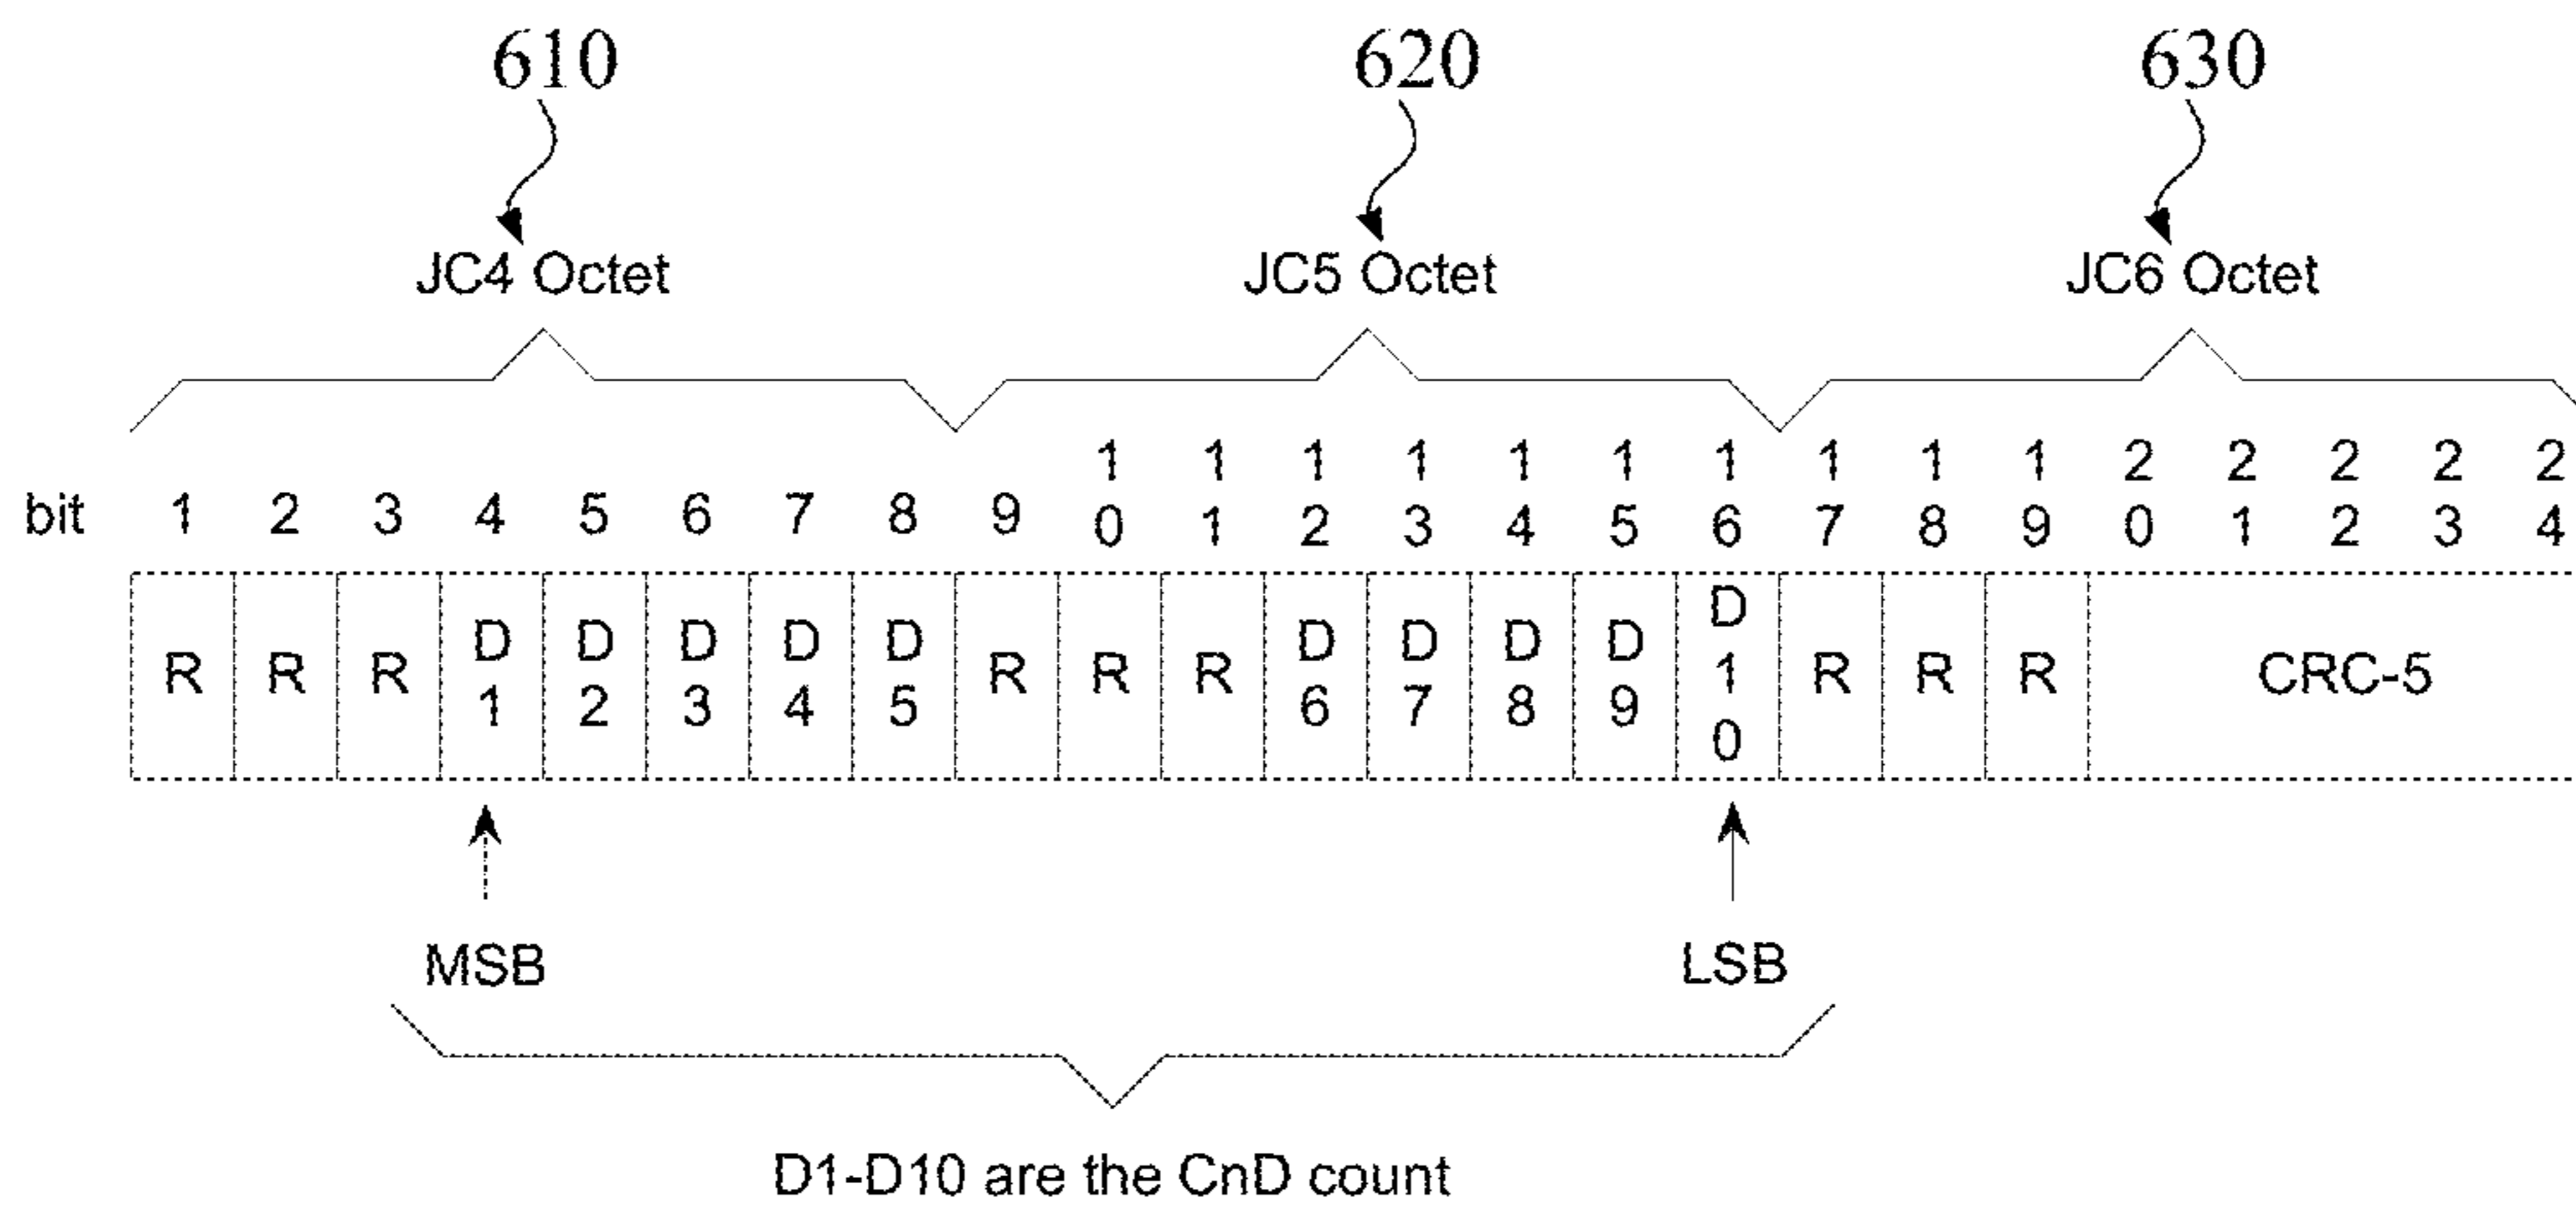 610 620 630
JC4 Octet JC5 Octet JC6 Octet
bit 1 2 3 4 5 6 7 8 9 10 11 12 13 14 15 16 17 18 19 20 21 22 23 24
R R R D1 D2 D3 D4 D5 R R R D6 D7 D8 D9 D10 R R R CRC-5
MSB LSB
D1-D10 are the CnD count